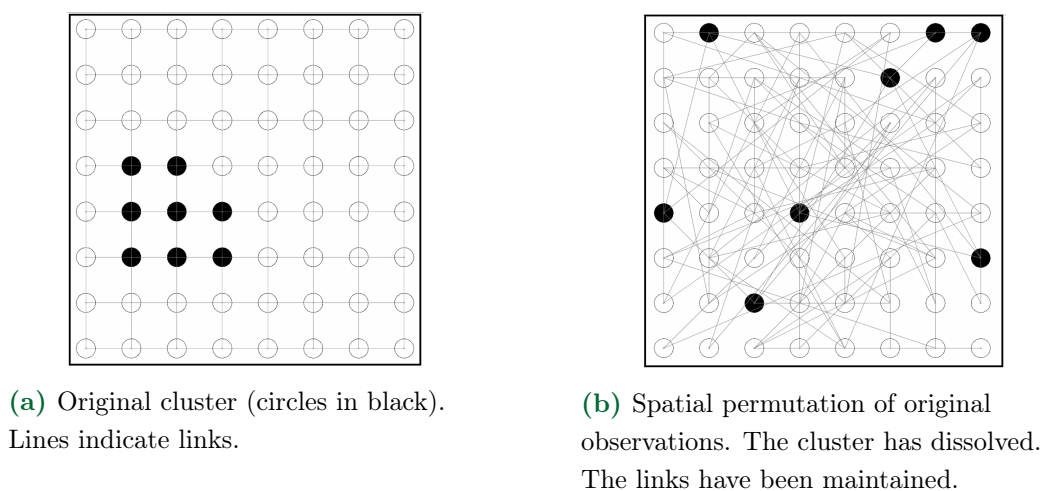 (a) Original cluster (circles in black).
Lines indicate links.
(b) Spatial permutation of original
observations. The cluster has dissolved.
The links have been maintained.